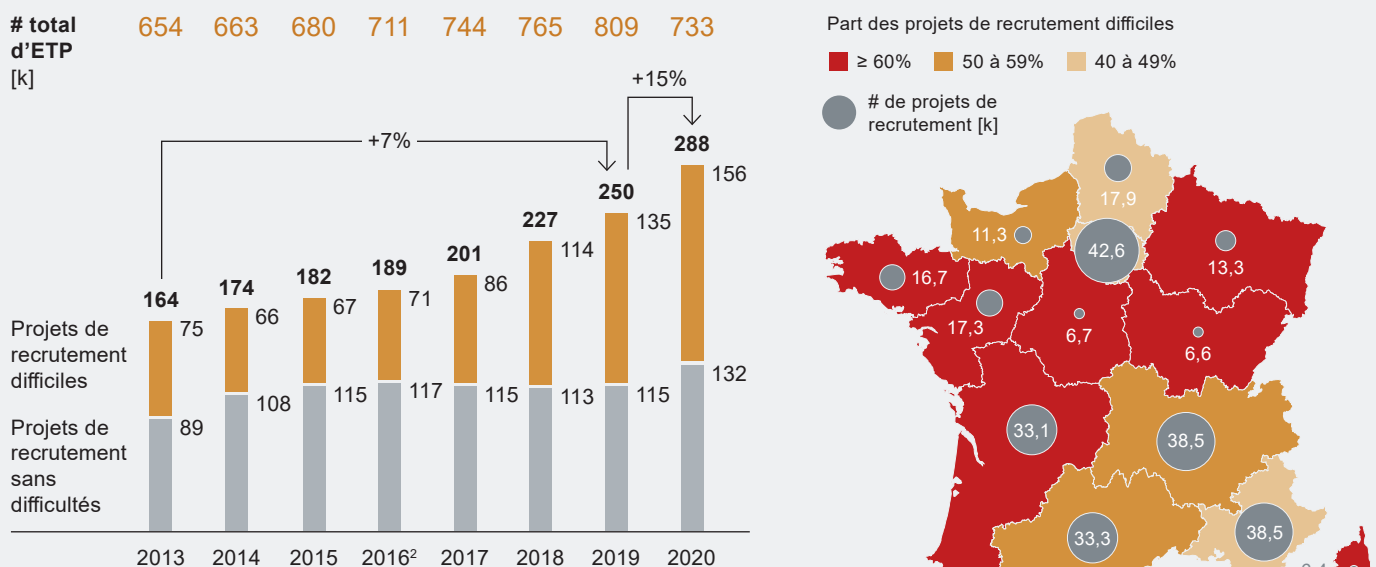 # total
d'ETP
[k]
654 663 680 711 744 765 809 733
+15%
+7%
164 174 182 189 201 227 250 288
75 66 67 71 86 114 135 156
89 108 115 117 115 113 115 132
Projets de
recrutement
difficiles
Projets de
recrutement
sans
difficultés
2013 2014 2015 2016² 2017 2018 2019 2020
Part des projets de recrutement difficiles
≥ 60% 50 à 59% 40 à 49%
# de projets de
recrutement [k]
17,9
11,3
42,6
13,3
16,7
17,3
6,7
6,6
33,1
38,5
33,3
38,5